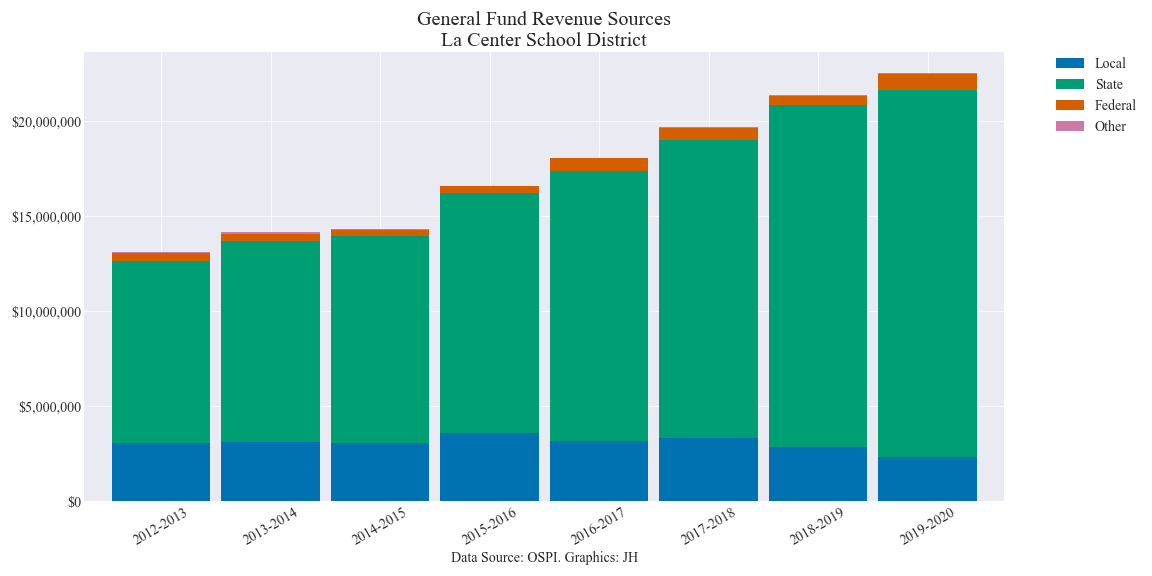 General Fund Revenue Sources
La Center School District
Local
State
Federal
Other
$20,000,000
$15,000,000
$10,000,000
$5,000,000
$0
2012-2013
2013-2014
2014-2015
2015-2016
2016-2017
2017-2018
2018-2019
2019-2020
Data Source: OSPI. Graphics: JH